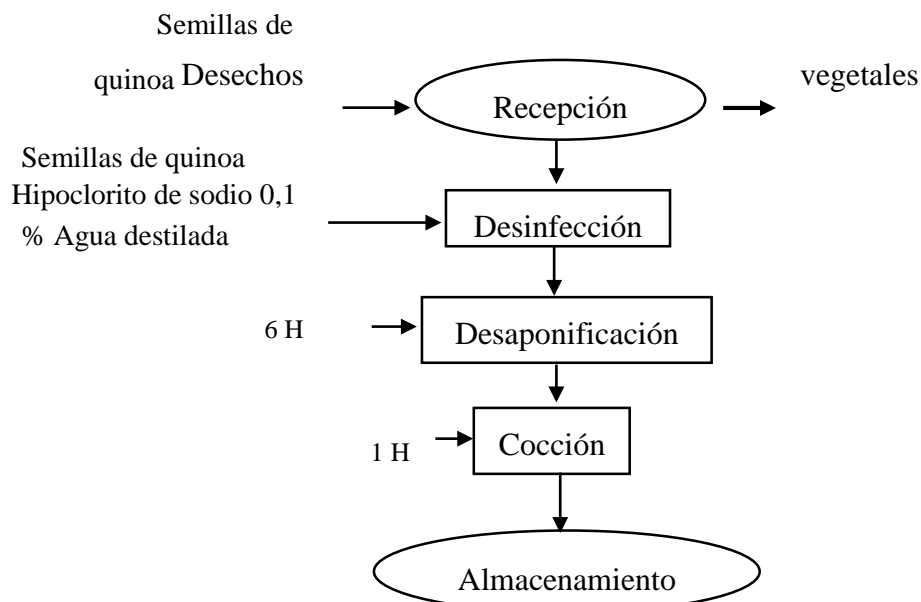 Semillas de
quinoa Desechos
vegetales
Recepción
Semillas de quinoa
Hipoclorito de sodio 0,1
% Agua destilada
Desinfección
6 H
Desaponificación
1 H
Cocción
Almacenamiento